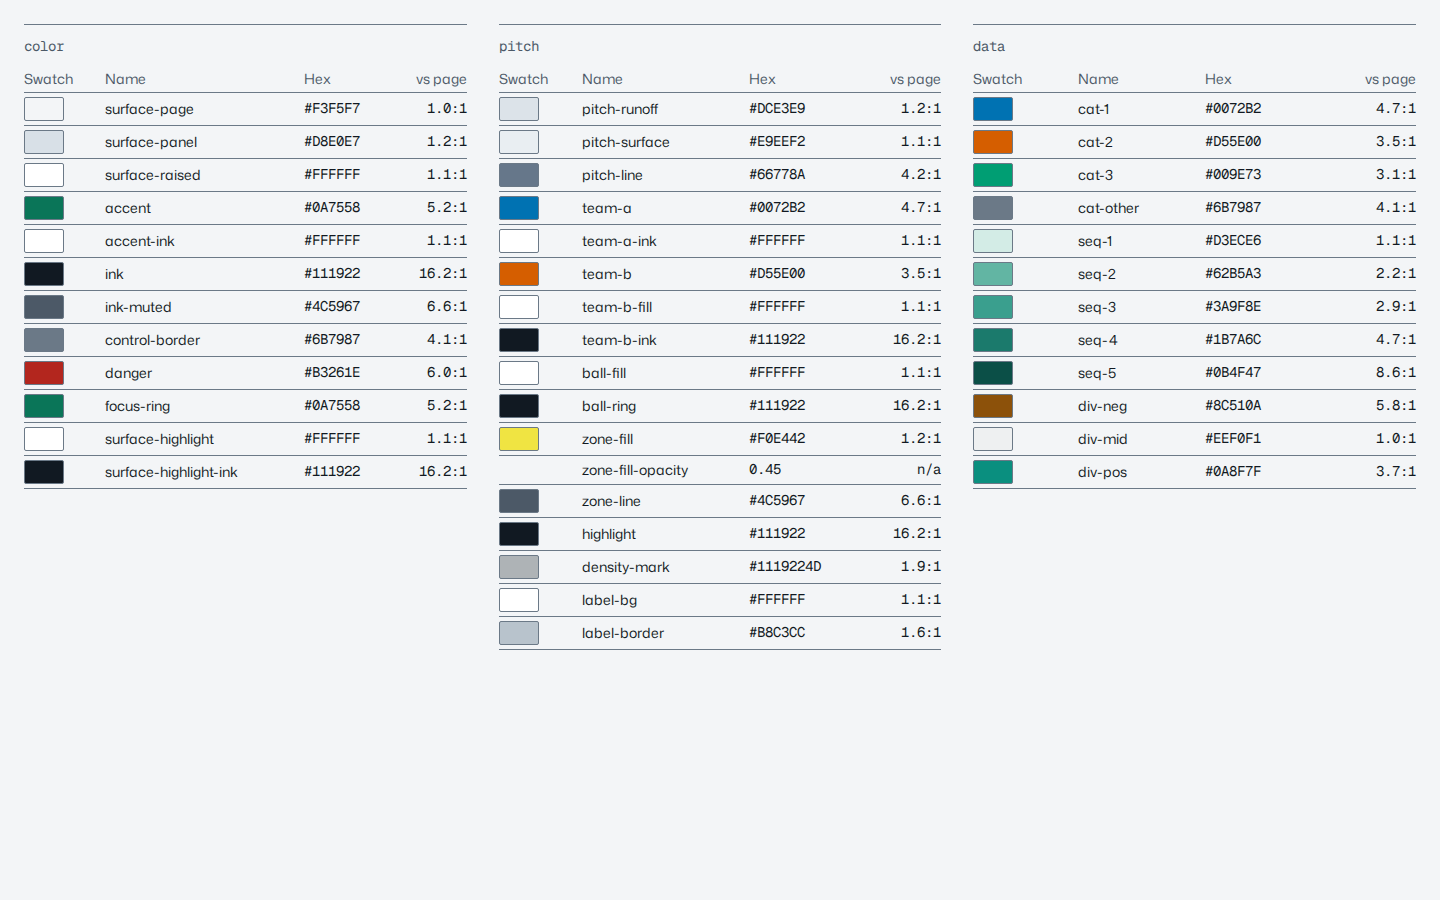 color
Swatch Name Hex vs page
surface-page #F3F5F7 1.0:1
surface-panel #D8E0E7 1.2:1
surface-raised #FFFFFF 1.1:1
accent #0A7558 5.2:1
accent-ink #FFFFFF 1.1:1
ink #111922 16.2:1
ink-muted #4C5967 6.6:1
control-border #6B7987 4.1:1
danger #B3261E 6.0:1
focus-ring #0A7558 5.2:1
surface-highlight #FFFFFF 1.1:1
surface-highlight-ink #111922 16.2:1
pitch
Swatch Name Hex vs page
pitch-runoff #DCE3E9 1.2:1
pitch-surface #E9EEF2 1.1:1
pitch-line #66778A 4.2:1
team-a #0072B2 4.7:1
team-a-ink #FFFFFF 1.1:1
team-b #D55E00 3.5:1
team-b-fill #FFFFFF 1.1:1
team-b-ink #111922 16.2:1
ball-fill #FFFFFF 1.1:1
ball-ring #111922 16.2:1
zone-fill #F0E442 1.2:1
zone-fill-opacity 0.45 n/a
zone-line #4C5967 6.6:1
highlight #111922 16.2:1
density-mark #1119224D 1.9:1
label-bg #FFFFFF 1.1:1
label-border #B8C3CC 1.6:1
data
Swatch Name Hex vs page
cat-1 #0072B2 4.7:1
cat-2 #D55E00 3.5:1
cat-3 #009E73 3.1:1
cat-other #6B7987 4.1:1
seq-1 #D3ECE6 1.1:1
seq-2 #62B5A3 2.2:1
seq-3 #3A9F8E 2.9:1
seq-4 #1B7A6C 4.7:1
seq-5 #0B4F47 8.6:1
div-neg #8C510A 5.8:1
div-mid #EEF0F1 1.0:1
div-pos #0A8F7F 3.7:1